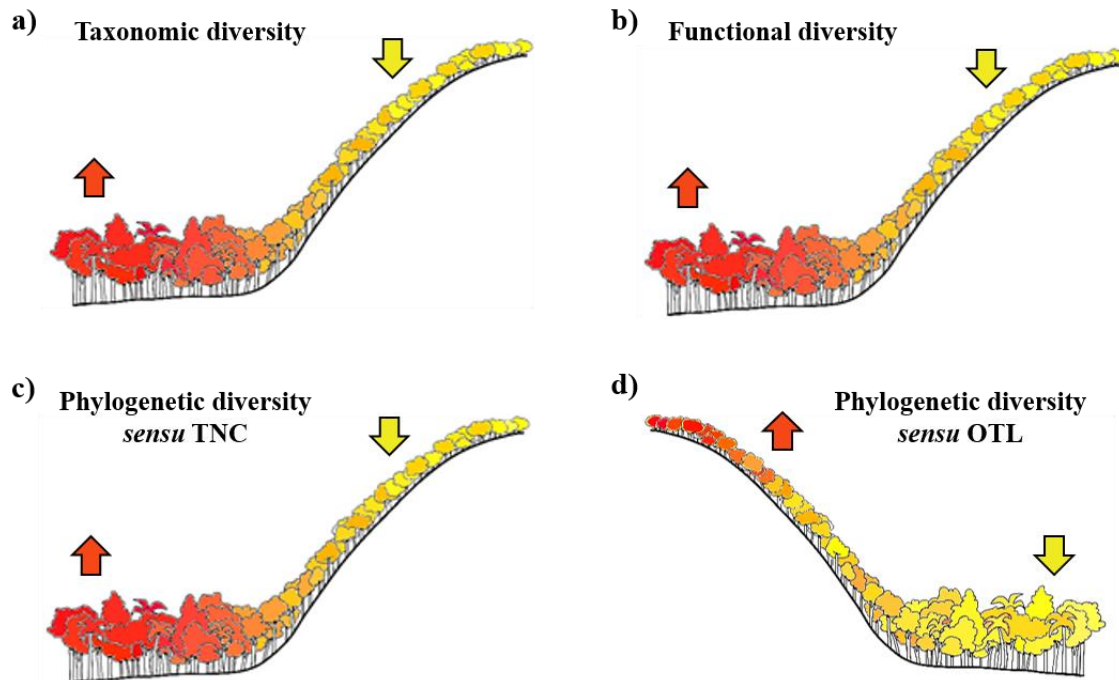 a)
Taxonomic diversity
b)
Functional diversity
c)
Phylogenetic diversity
sensu TNC
d)
Phylogenetic diversity
sensu OTL